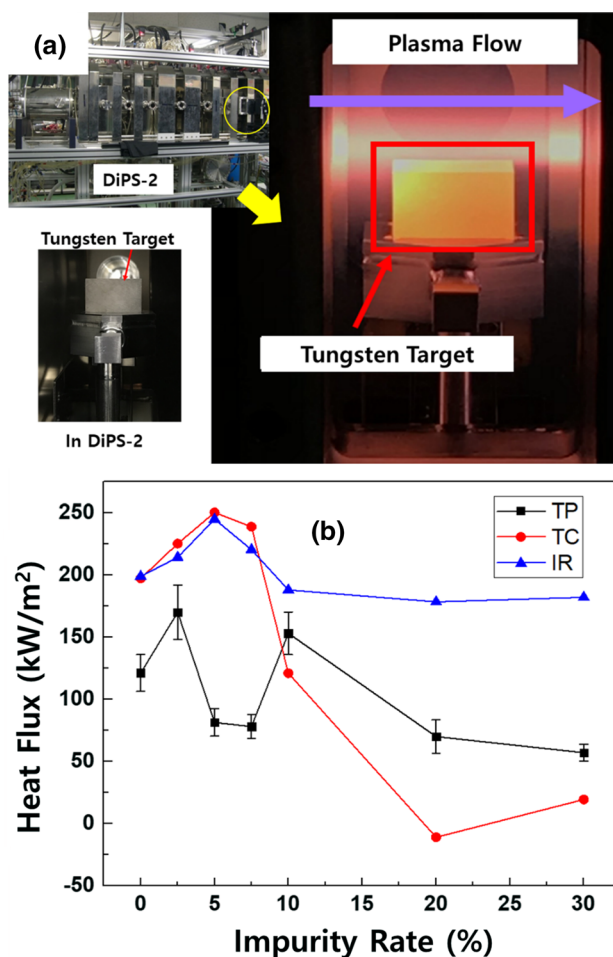 (a)
Plasma Flow
DiPS-2
Tungsten Target
Tungsten Target
In DiPS-2
(b)
TP
TC
IR
Heat Flux (kW/m²)
250
200
150
100
50
0
-50
0
5
10
15
20
25
30
Impurity Rate (%)